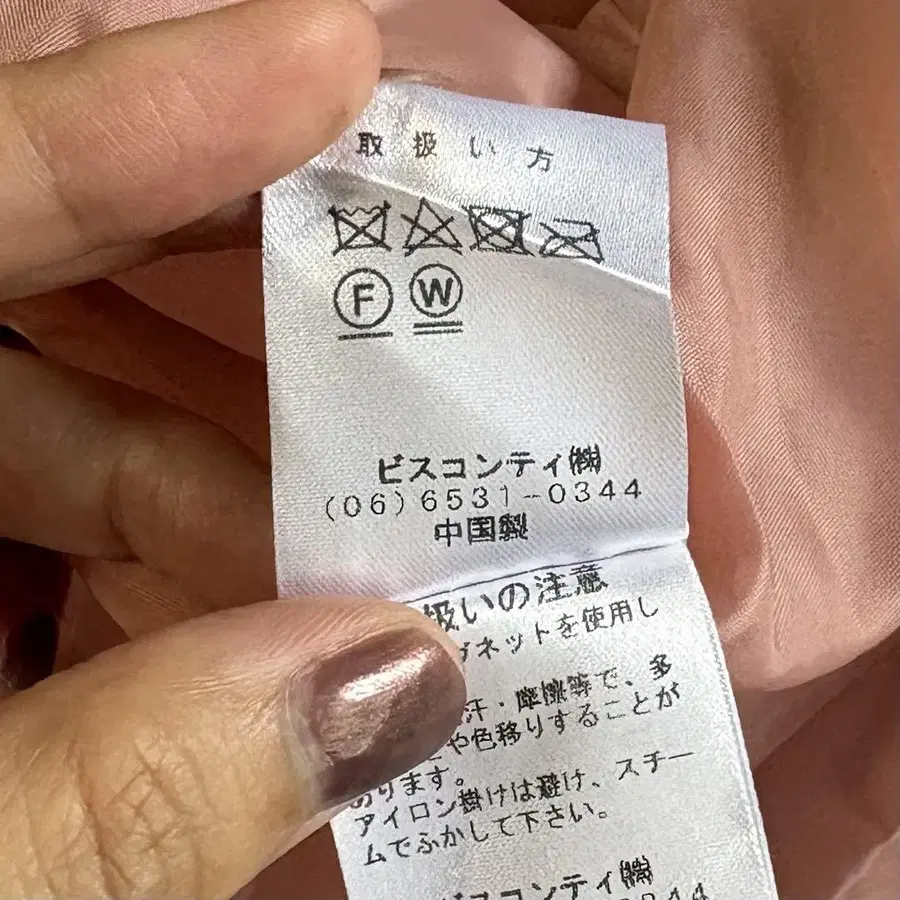 取扱い方
F W
ビスコンティ㈱
(06)6531-0344
中国製
扱いの注意
ネットを使用し
汗・摩擦等で、多
や色移りすることが
あります。
アイロン掛けは避け、スチー
ムでふかして下さい。
ビスコンティ㈱